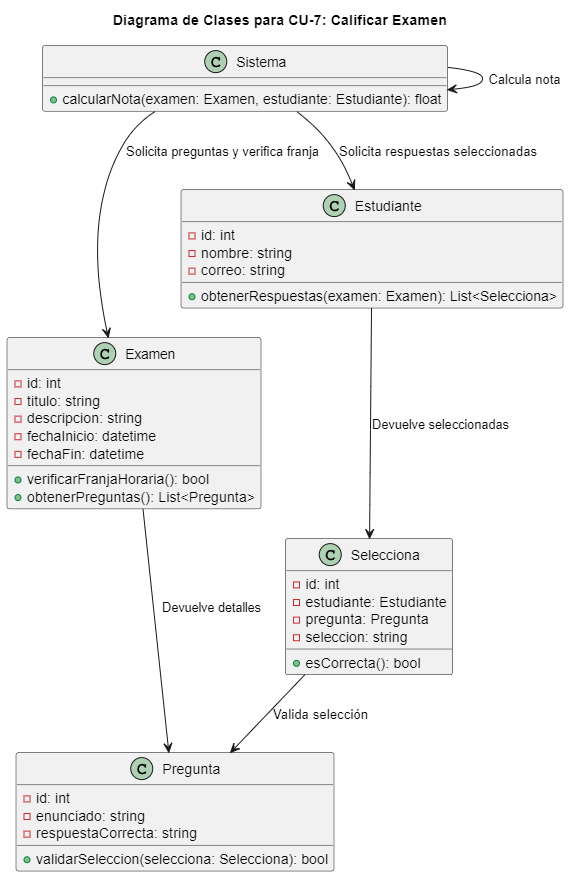 Diagrama de Clases para CU-7: Calificar Examen
C Sistema
calcularNota(examen: Examen, estudiante: Estudiante): float
Calcula nota
Solicita preguntas y verifica franja
Solicita respuestas seleccionadas
C Estudiante
id: int
nombre: string
correo: string
obtenerRespuestas(examen: Examen): List<Selecciona>
C Examen
id: int
titulo: string
descripcion: string
fechaInicio: datetime
fechaFin: datetime
verificarFranjaHoraria(): bool
obtenerPreguntas(): List<Pregunta>
Devuelve seleccionadas
C Selecciona
id: int
estudiante: Estudiante
pregunta: Pregunta
seleccion: string
esCorrecta(): bool
Devuelve detalles
Valida selección
C Pregunta
id: int
enunciado: string
respuestaCorrecta: string
validarSeleccion(selecciona: Selecciona): bool